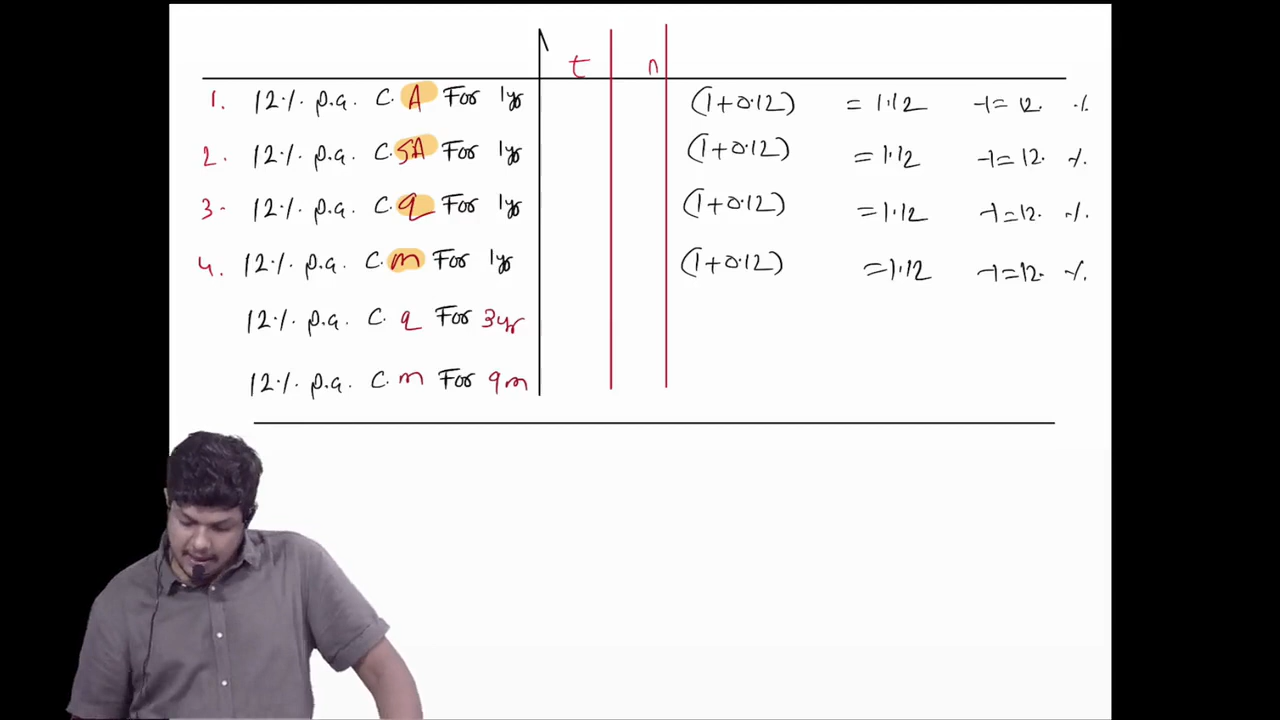 t n
1. 12% p.a. C. A For 1yr (1+0.12) = 1.12 -1= 12. %
2. 12% p.a. C. SA For 1yr (1+0.12) = 1.12 -1= 12. %
3. 12% p.a. C. q For 1yr (1+0.12) = 1.12 -1= 12. %
4. 12% p.a. C. m For 1yr (1+0.12) = 1.12 -1= 12. %
12% p.a. C. q For 3yr
12% p.a. C. m For 9m